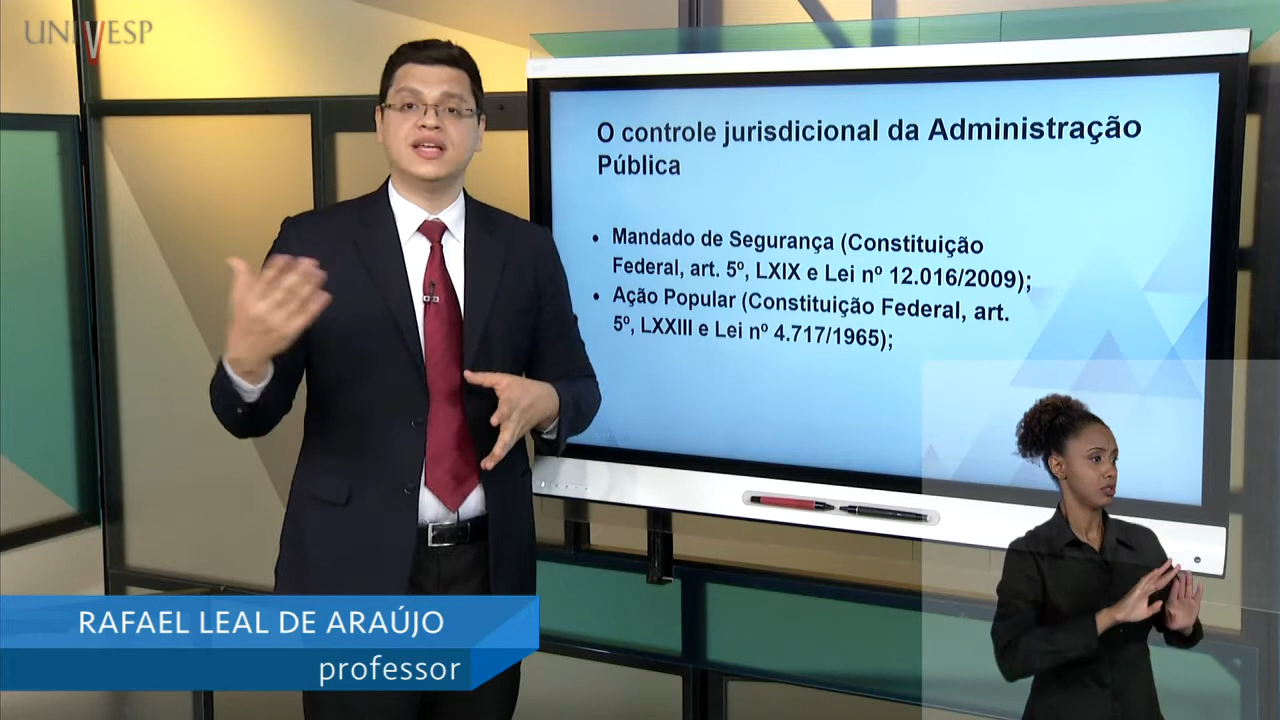 UNIVESP
O controle jurisdicional da Administração
Pública
• Mandado de Segurança (Constituição
Federal, art. 5º, LXIX e Lei nº 12.016/2009);
• Ação Popular (Constituição Federal, art.
5º, LXXIII e Lei nº 4.717/1965);
RAFAEL LEAL DE ARAÚJO
professor